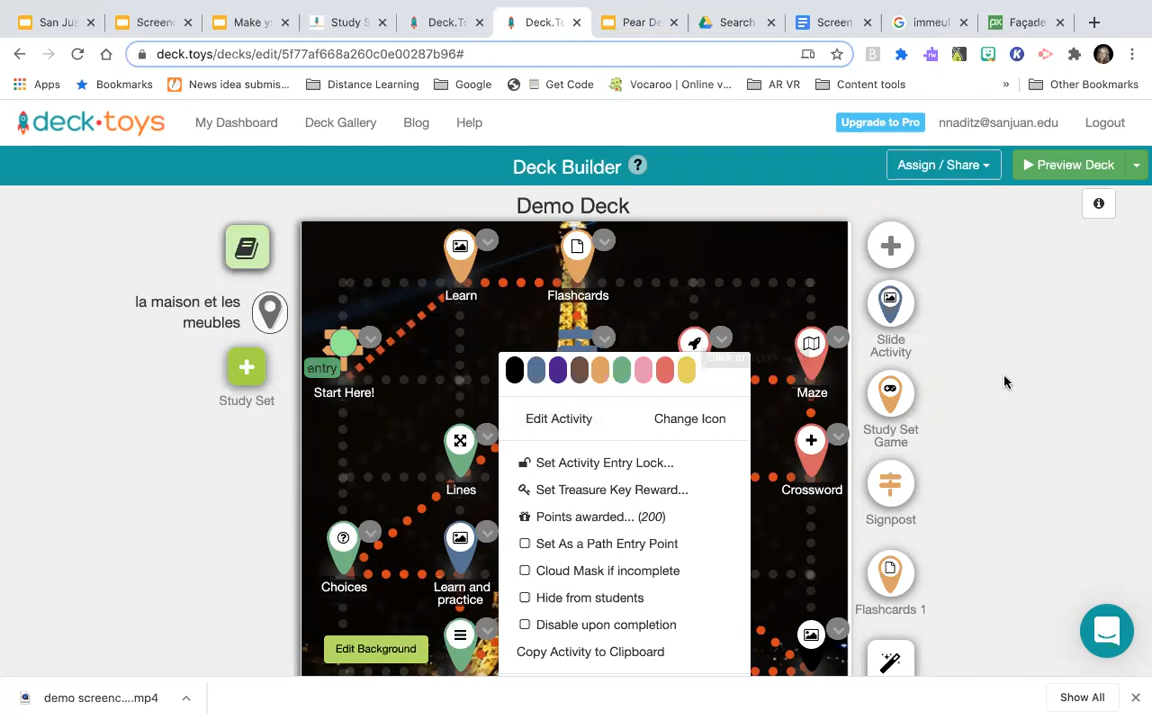 San Jua
Screenc
Make y
Study S
Deck.To
Deck.To
Pear De
Search
Screen
immeul
Façade
deck.toys/decks/edit/5f77af668a260c0e00287b96#
Apps
Bookmarks
News idea submis...
Distance Learning
Google
Get Code
Vocaroo | Online v...
AR VR
Content tools
»
Other Bookmarks
deck•toys
My Dashboard
Deck Gallery
Blog
Help
Upgrade to Pro
nnaditz@sanjuan.edu
Logout
Deck Builder ?
Assign / Share
Preview Deck
Demo Deck
la maison et les
meubles
Study Set
Learn
Flashcards
entry
Start Here!
Maze
Lines
Crossword
Choices
Learn and
practice
Edit Background
Edit Activity
Change Icon
Set Activity Entry Lock...
Set Treasure Key Reward...
Points awarded... (200)
Set As a Path Entry Point
Cloud Mask if incomplete
Hide from students
Disable upon completion
Copy Activity to Clipboard
Slide
Activity
Study Set
Game
Signpost
Flashcards 1
demo screenc....mp4
Show All